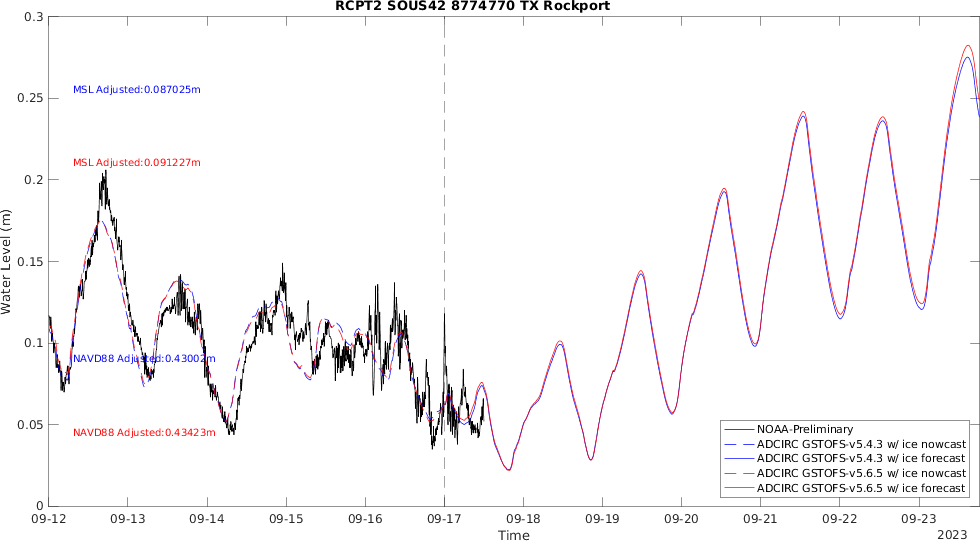 RCPT2 SOUS42 8774770 TX Rockport
0.3
0.25
0.2
0.15
0.1
0.05
0
Water Level (m)
MSL Adjusted:0.087025m
MSL Adjusted:0.091227m
NAVD88 Adjusted:0.43002m
NAVD88 Adjusted:0.43423m
NOAA-Preliminary
ADCIRC GSTOFS-v5.4.3 w/ ice nowcast
ADCIRC GSTOFS-v5.4.3 w/ ice forecast
ADCIRC GSTOFS-v5.6.5 w/ ice nowcast
ADCIRC GSTOFS-v5.6.5 w/ ice forecast
09-12 09-13 09-14 09-15 09-16 09-17 09-18 09-19 09-20 09-21 09-22 09-23
Time
2023